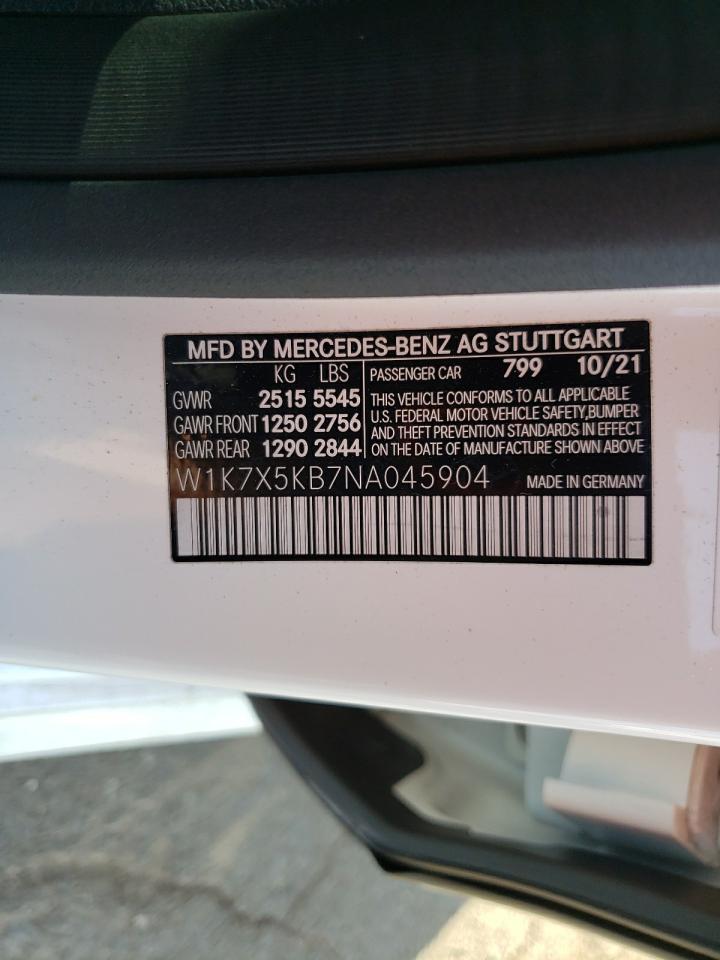 MFD BY MERCEDES-BENZ AG STUTTGART
KG LBS
GVWR 2515 5545
GAWR FRONT 1250 2756
GAWR REAR 1290 2844
PASSENGER CAR 799 10/21
THIS VEHICLE CONFORMS TO ALL APPLICABLE
U.S. FEDERAL MOTOR VEHICLE SAFETY,BUMPER
AND THEFT PREVENTION STANDARDS IN EFFECT
ON THE DATE OF MANUFACTURE SHOWN ABOVE
W1K7X5KB7NA045904 MADE IN GERMANY